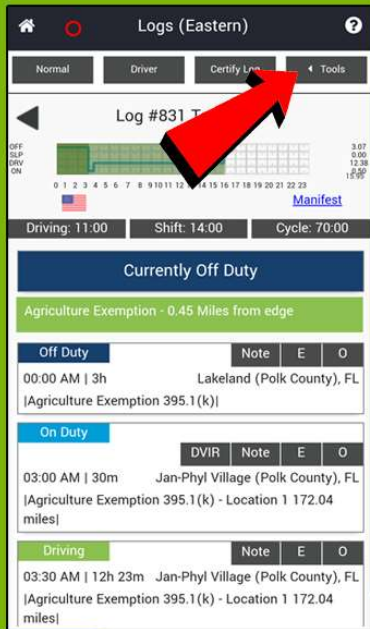 Logs (Eastern)
Normal Driver Certify Log Tools
Log #831
OFF 3.07
SLP 0.00
DRV 12.38
ON 0.50
15.95
0 1 2 3 4 5 6 7 8 9 10 11 12 13 14 15 16 17 18 19 20 21 22 23
Manifest
Driving: 11:00 Shift: 14:00 Cycle: 70:00
Currently Off Duty
Agriculture Exemption - 0.45 Miles from edge
Off Duty Note E O
00:00 AM | 3h Lakeland (Polk County), FL
|Agriculture Exemption 395.1(k)|
On Duty
DVIR Note E O
03:00 AM | 30m Jan-Phyl Village (Polk County), FL
|Agriculture Exemption 395.1(k) - Location 1 172.04
miles|
Driving Note E O
03:30 AM | 12h 23m Jan-Phyl Village (Polk County), FL
|Agriculture Exemption 395.1(k) - Location 1 172.04
miles|